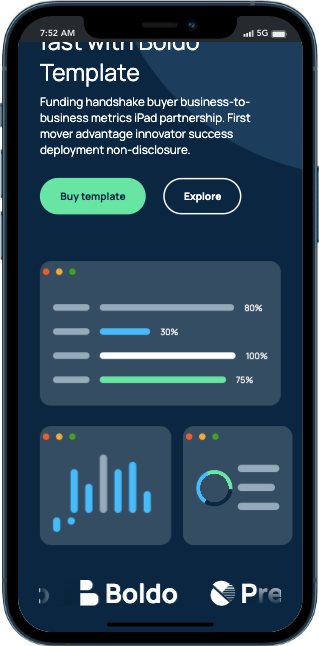 7:52 AM 5G
fast with Boldo
Template
Funding handshake buyer business-to-
business metrics iPad partnership. First
mover advantage innovator success
deployment non-disclosure.
Buy template Explore
80%
30%
100%
75%
Boldo Pre